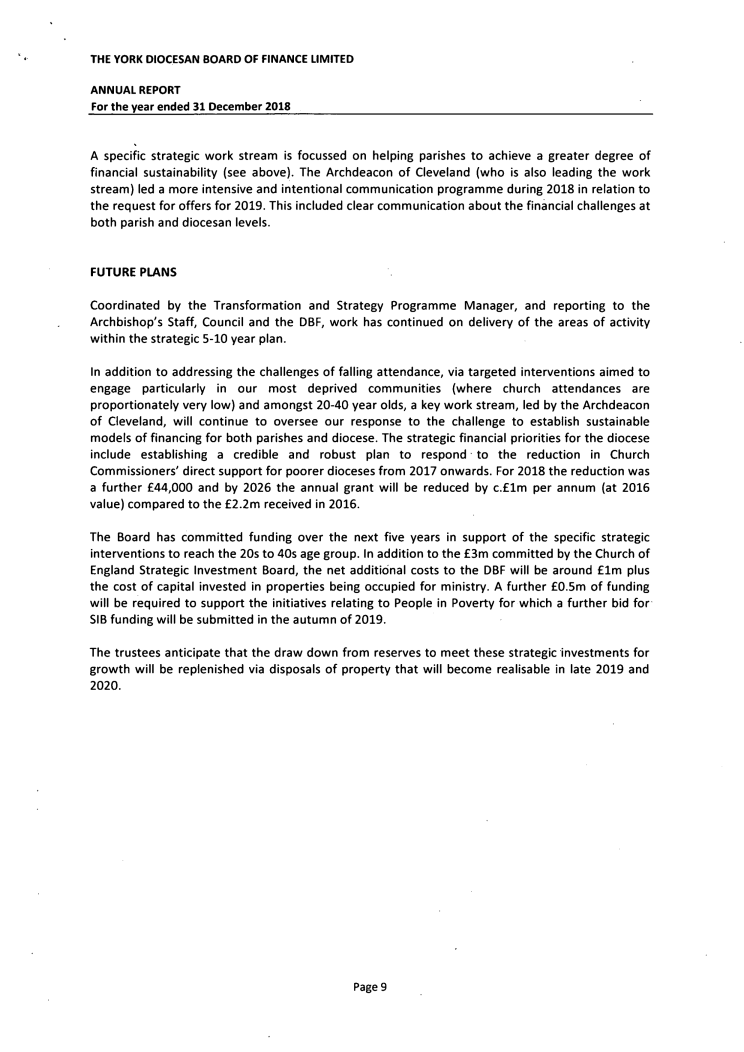 THE YORK DIOCESAN BOARD OF FINANCE LIMITED
ANNUAL REPORT
For the year ended 31 December 2018
A specific strategic work stream is focussed on helping parishes to achieve a greater degree of
financial sustainability (see above). The Archdeacon of Cleveland (who is also leading the work
stream) led a more intensive and intentional communication programme during 2018 in relation to
the request for offers for 2019. This included clear communication about the financial challenges at
both parish and diocesan levels.
FUTURE PLANS
Coordinated by the Transformation and Strategy Programme Manager, and reporting to the
Archbishop's Staff, Council and the DBF, work has continued on delivery of the areas of activity
within the strategic 5-10 year plan.
In addition to addressing the challenges of falling attendance, via targeted interventions aimed to
engage particularly in our most deprived communities (where church attendances are
proportionately very low) and amongst 20-40 year olds, a key work stream, led by the Archdeacon
of Cleveland, will continue to oversee our response to the challenge to establish sustainable
models of financing for both parishes and diocese. The strategic financial priorities for the diocese
include establishing a credible and robust plan to respond to the reduction in Church
Commissioners' direct support for poorer dioceses from 2017 onwards. For 2018 the reduction was
a further £44,000 and by 2026 the annual grant will be reduced by c.£1m per annum (at 2016
value) compared to the £2.2m received in 2016.
The Board has committed funding over the next five years in support of the specific strategic
interventions to reach the 20s to 40s age group. In addition to the £3m committed by the Church of
England Strategic Investment Board, the net additional costs to the DBF will be around £1m plus
the cost of capital invested in properties being occupied for ministry. A further £0.5m of funding
will be required to support the initiatives relating to People in Poverty for which a further bid for
SIB funding will be submitted in the autumn of 2019.
The trustees anticipate that the draw down from reserves to meet these strategic investments for
growth will be replenished via disposals of property that will become realisable in late 2019 and
2020.
Page 9